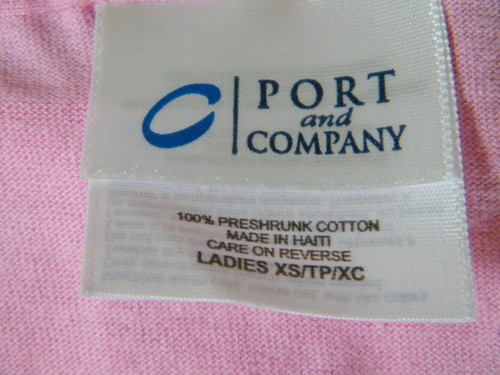 PORT
and
COMPANY
100% PRESHRUNK COTTON
MADE IN HAITI
CARE ON REVERSE
LADIES XS/TP/XC